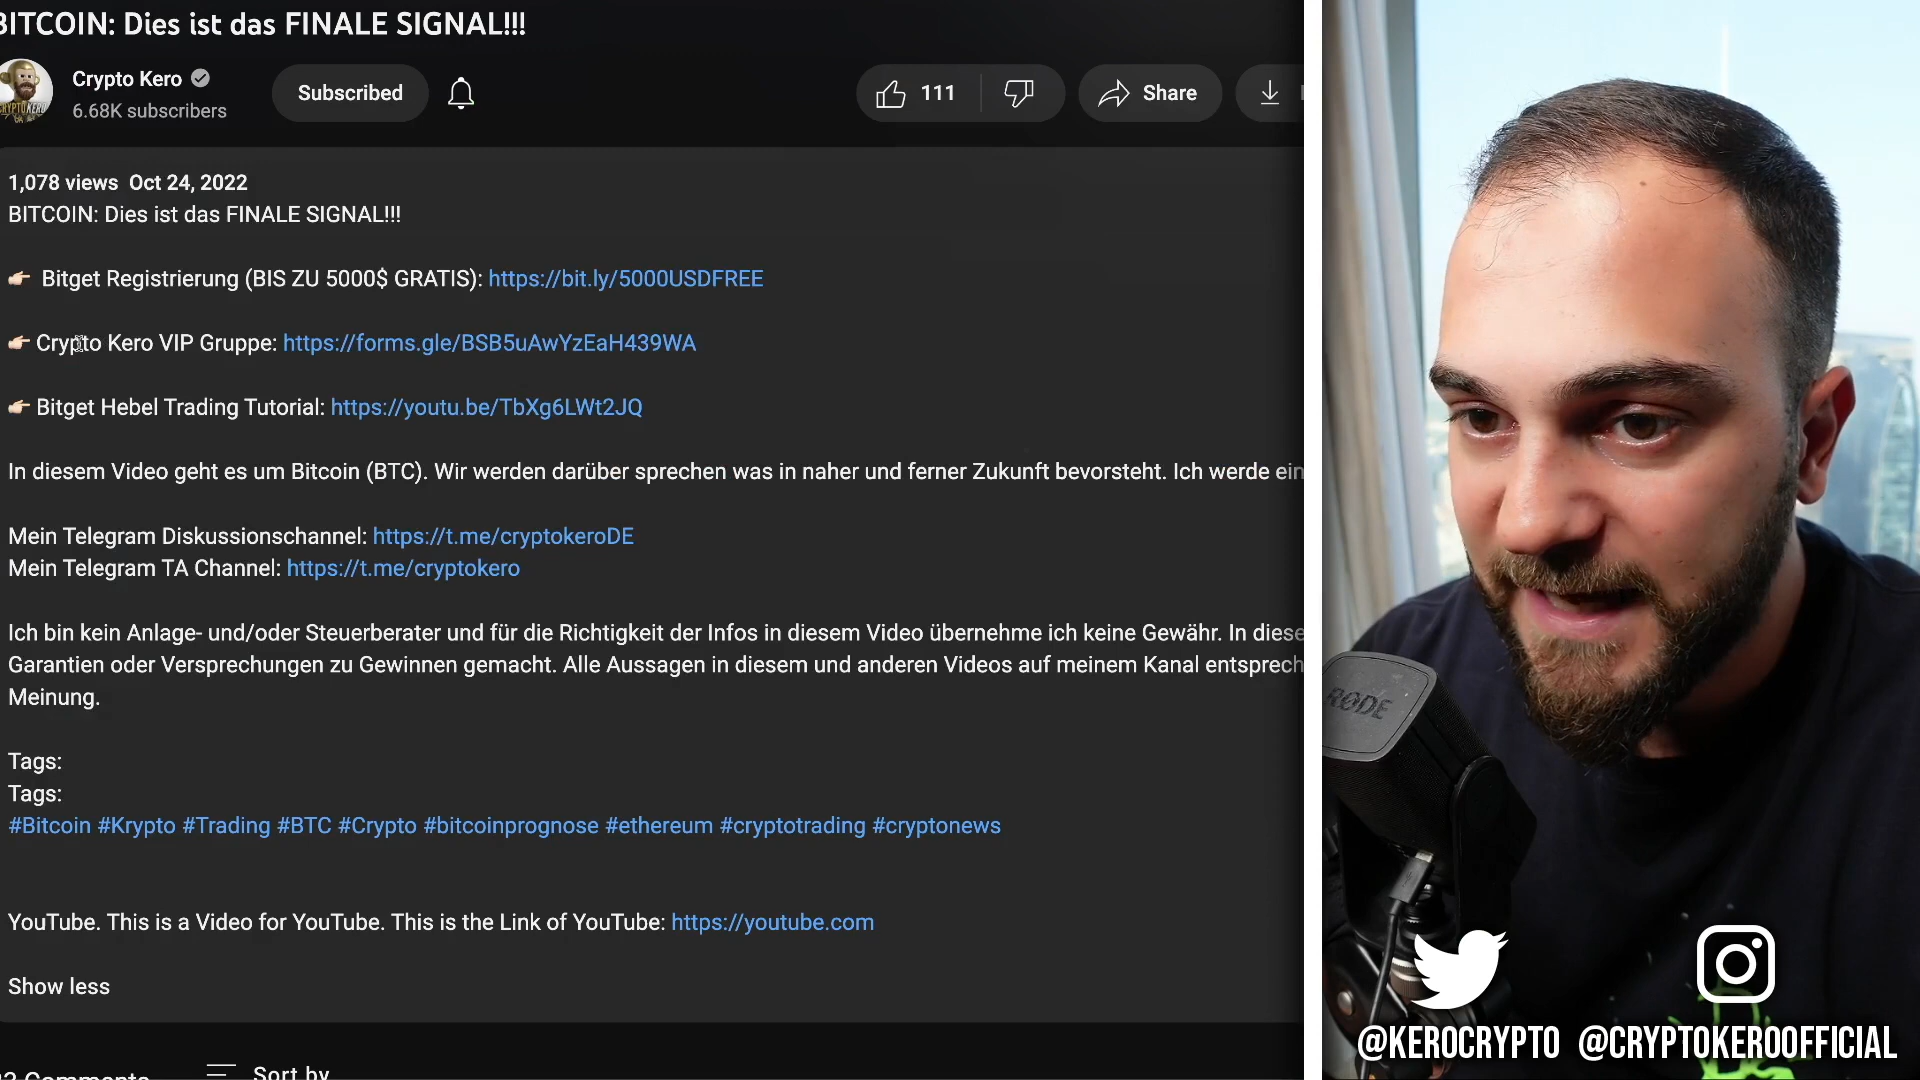 BITCOIN: Dies ist das FINALE SIGNAL!!!
Crypto Kero
6.68K subscribers
Subscribed
111
Share
1,078 views Oct 24, 2022
BITCOIN: Dies ist das FINALE SIGNAL!!!
👉🏻 Bitget Registrierung (BIS ZU 5000$ GRATIS): https://bit.ly/5000USDFREE
👉🏻 Crypto Kero VIP Gruppe: https://forms.gle/BSB5uAwYzEaH439WA
👉🏻 Bitget Hebel Trading Tutorial: https://youtu.be/TbXg6LWt2JQ
In diesem Video geht es um Bitcoin (BTC). Wir werden darüber sprechen was in naher und ferner Zukunft bevorsteht. Ich werde ein
Mein Telegram Diskussionschannel: https://t.me/cryptokeroDE
Mein Telegram TA Channel: https://t.me/cryptokero
Ich bin kein Anlage- und/oder Steuerberater und für die Richtigkeit der Infos in diesem Video übernehme ich keine Gewähr. In diese
Garantien oder Versprechungen zu Gewinnen gemacht. Alle Aussagen in diesem und anderen Videos auf meinem Kanal entsprech
Meinung.
Tags:
Tags:
#Bitcoin #Krypto #Trading #BTC #Crypto #bitcoinprognose #ethereum #cryptotrading #cryptonews
YouTube. This is a Video for YouTube. This is the Link of YouTube: https://youtube.com
Show less
Comments
Sort by
RØDE
@KEROCRYPTO @CRYPTOKEROOFFICIAL